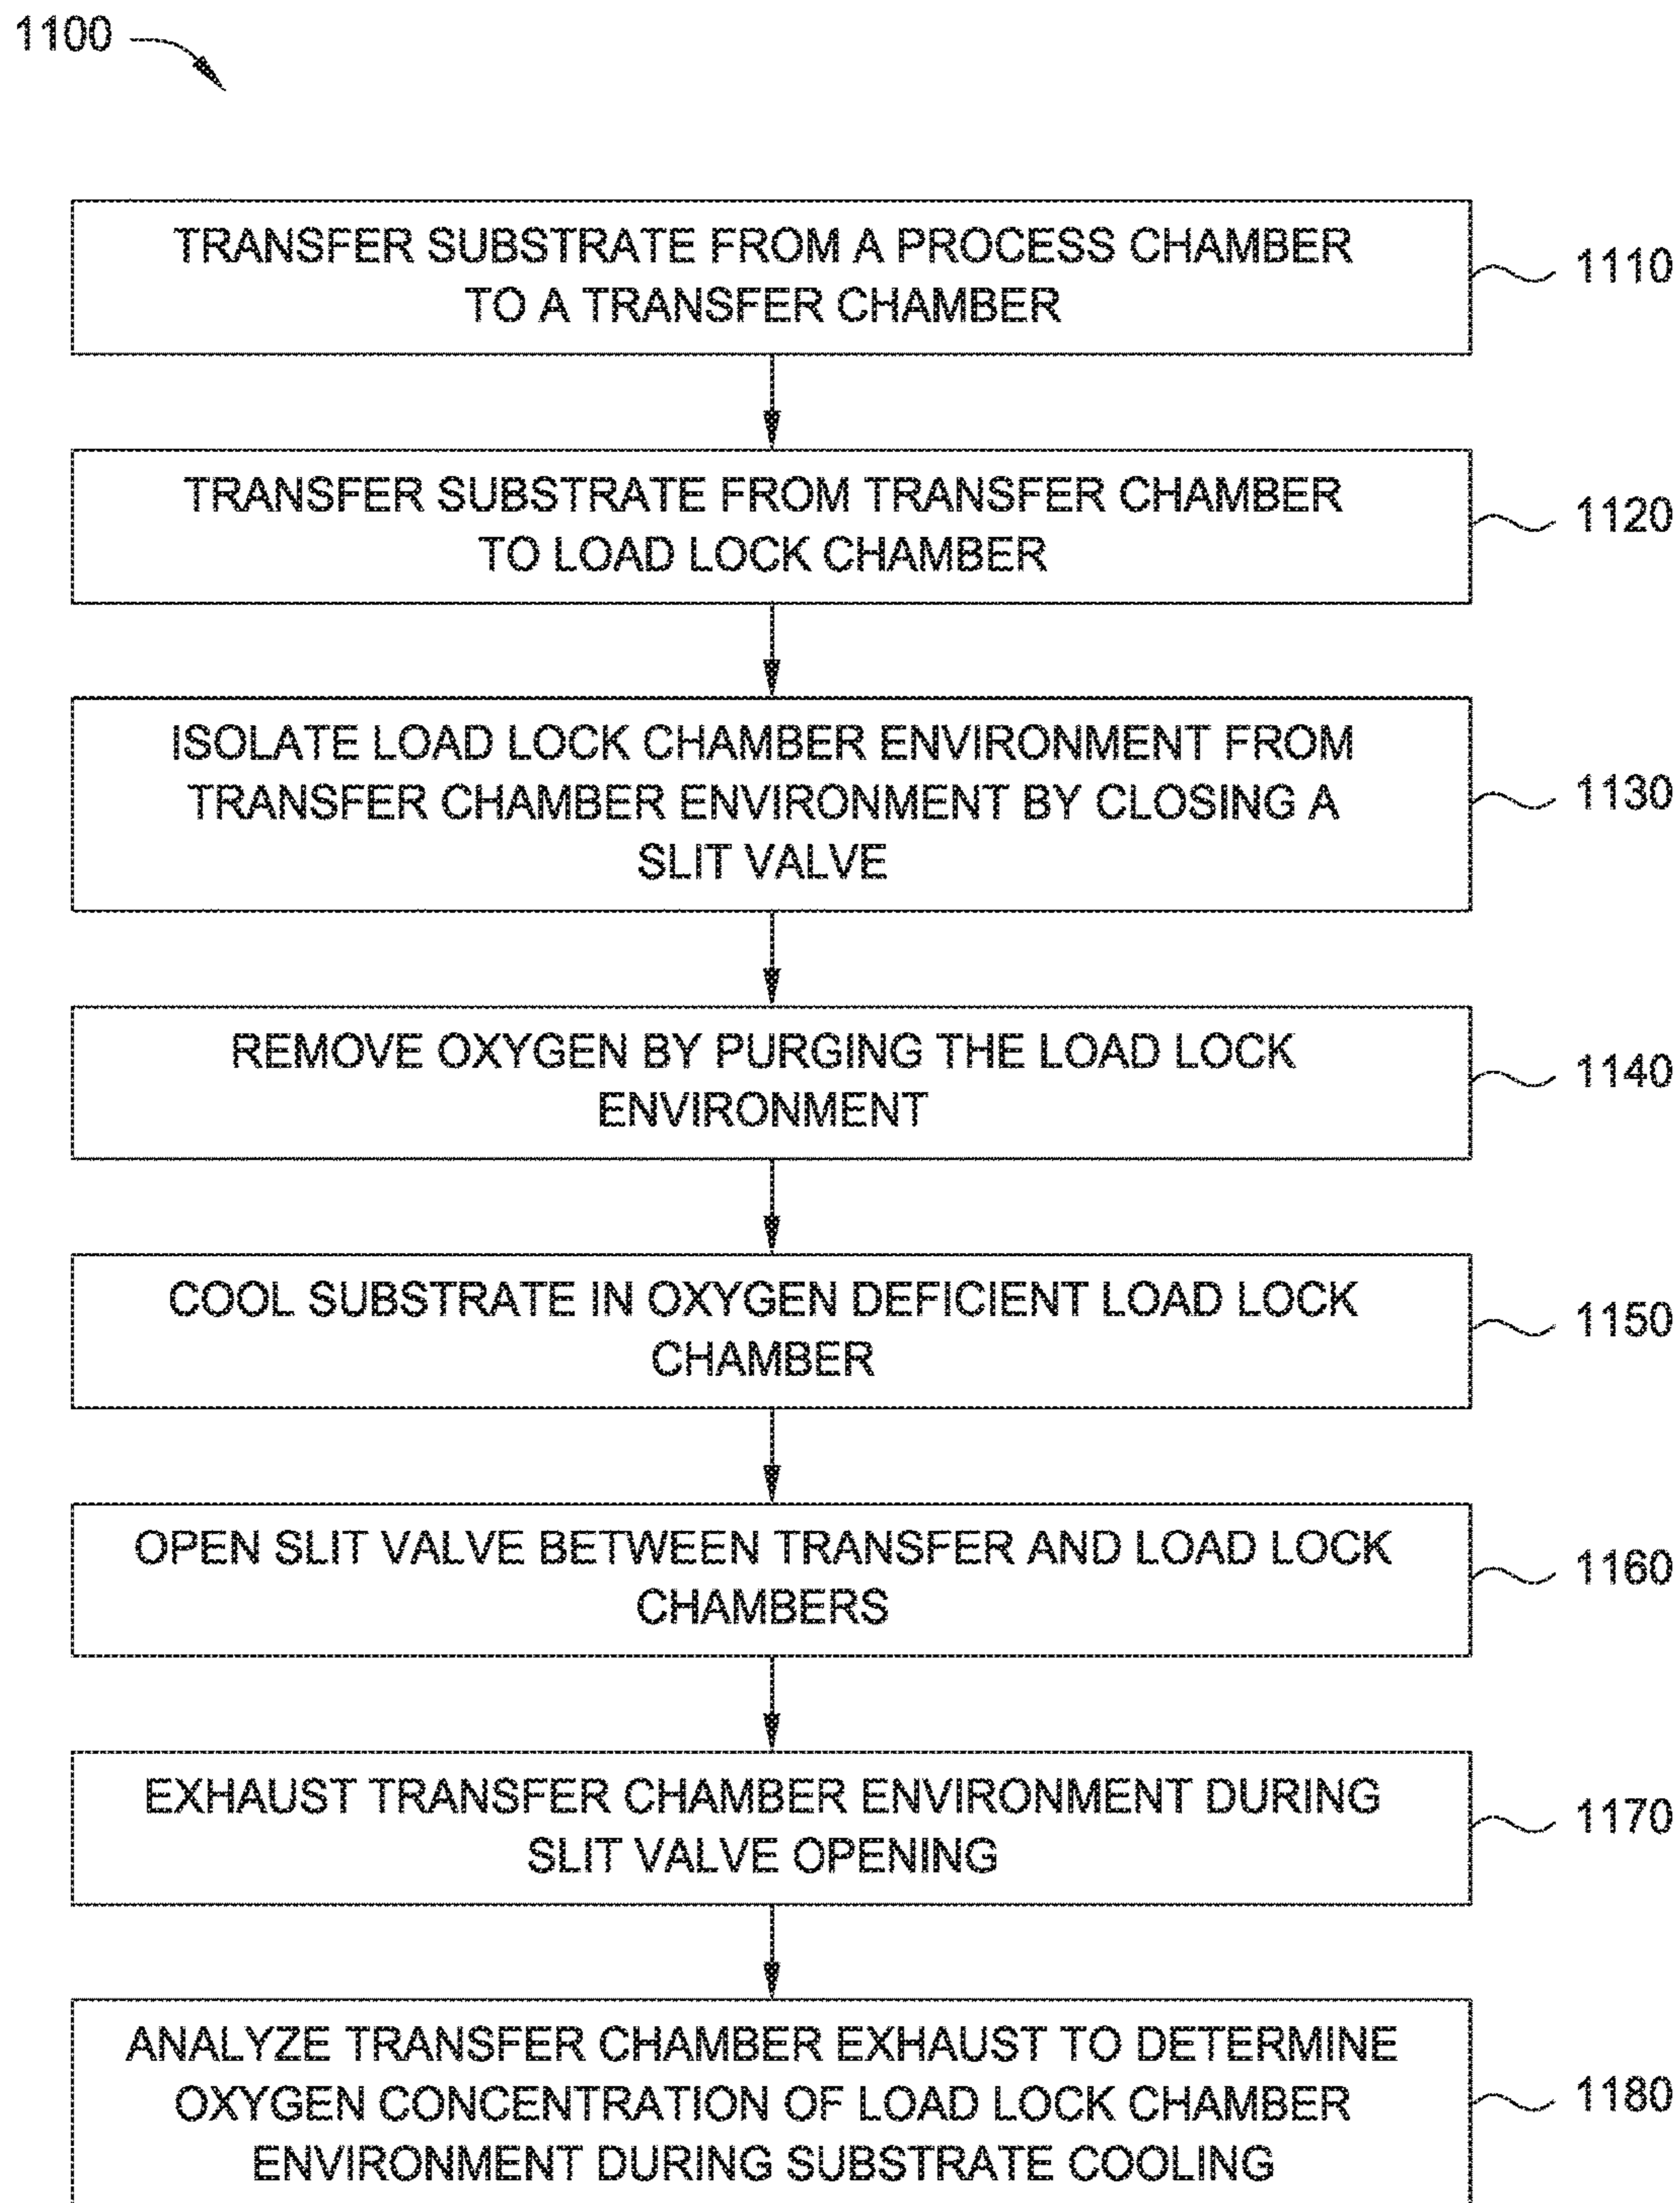 1100
TRANSFER SUBSTRATE FROM A PROCESS CHAMBER
TO A TRANSFER CHAMBER
1110
TRANSFER SUBSTRATE FROM TRANSFER CHAMBER
TO LOAD LOCK CHAMBER
1120
ISOLATE LOAD LOCK CHAMBER ENVIRONMENT FROM
TRANSFER CHAMBER ENVIRONMENT BY CLOSING A
SLIT VALVE
1130
REMOVE OXYGEN BY PURGING THE LOAD LOCK
ENVIRONMENT
1140
COOL SUBSTRATE IN OXYGEN DEFICIENT LOAD LOCK
CHAMBER
1150
OPEN SLIT VALVE BETWEEN TRANSFER AND LOAD LOCK
CHAMBERS
1160
EXHAUST TRANSFER CHAMBER ENVIRONMENT DURING
SLIT VALVE OPENING
1170
ANALYZE TRANSFER CHAMBER EXHAUST TO DETERMINE
OXYGEN CONCENTRATION OF LOAD LOCK CHAMBER
ENVIRONMENT DURING SUBSTRATE COOLING
1180